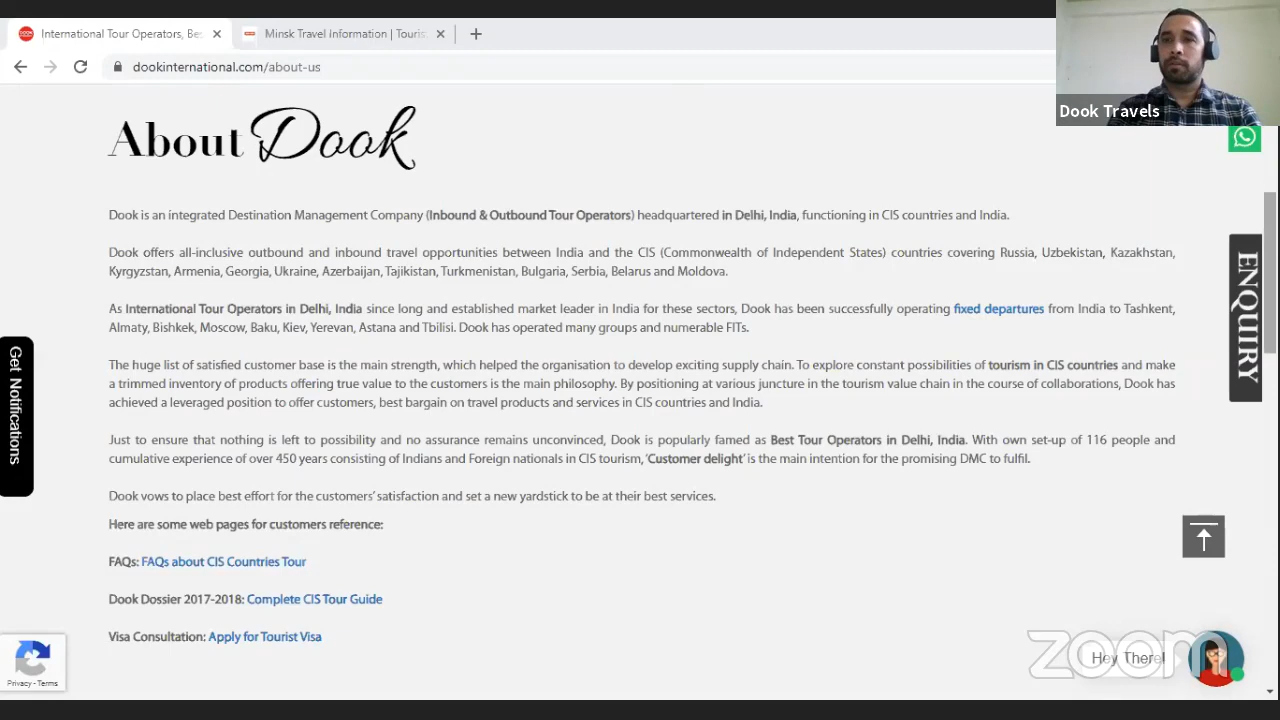 International Tour Operators, Be
Minsk Travel Information | Touris
dookinternational.com/about-us
Dook Travels
About Dook
Dook is an integrated Destination Management Company (Inbound & Outbound Tour Operators) headquartered in Delhi, India, functioning in CIS countries and India.
Dook offers all-inclusive outbound and inbound travel opportunities between India and the CIS (Commonwealth of Independent States) countries covering Russia, Uzbekistan, Kazakhstan,
Kyrgyzstan, Armenia, Georgia, Ukraine, Azerbaijan, Tajikistan, Turkmenistan, Bulgaria, Serbia, Belarus and Moldova.
As International Tour Operators in Delhi, India since long and established market leader in India for these sectors, Dook has been successfully operating fixed departures from India to Tashkent,
Almaty, Bishkek, Moscow, Baku, Kiev, Yerevan, Astana and Tbilisi. Dook has operated many groups and numerable FITs.
The huge list of satisfied customer base is the main strength, which helped the organisation to develop exciting supply chain. To explore constant possibilities of tourism in CIS countries and make
a trimmed inventory of products offering true value to the customers is the main philosophy. By positioning at various juncture in the tourism value chain in the course of collaborations, Dook has
achieved a leveraged position to offer customers, best bargain on travel products and services in CIS countries and India.
Just to ensure that nothing is left to possibility and no assurance remains unconvinced, Dook is popularly famed as Best Tour Operators in Delhi, India. With own set-up of 116 people and
cumulative experience of over 450 years consisting of Indians and Foreign nationals in CIS tourism, 'Customer delight' is the main intention for the promising DMC to fulfil.
Dook vows to place best effort for the customers' satisfaction and set a new yardstick to be at their best services.
Here are some web pages for customers reference:
FAQs: FAQs about CIS Countries Tour
Dook Dossier 2017-2018: Complete CIS Tour Guide
Visa Consultation: Apply for Tourist Visa
Get Notifications
ENQUIRY
Privacy - Terms
zoom
Hey There!